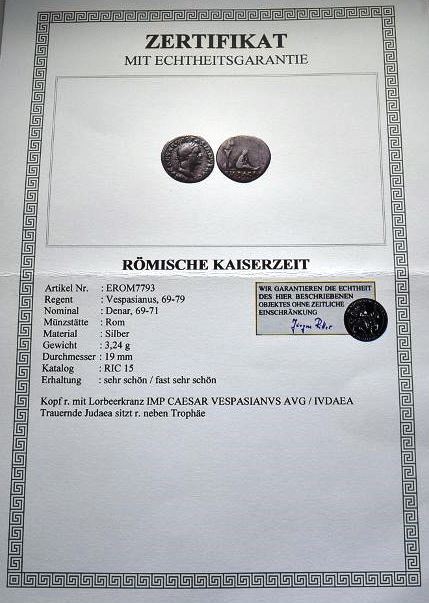 ZERTIFIKAT
MIT ECHTHEITSGARANTIE
RÖMISCHE KAISERZEIT
Artikel Nr. : EROM7793
Regent : Vespasianus, 69-79
Nominal : Denar, 69-71
Münzstätte : Rom
Material : Silber
Gewicht : 3,24 g
Durchmesser : 19 mm
Katalog : RIC 15
Erhaltung : sehr schön / fast sehr schön
WIR GARANTIEREN DIE ECHTHEIT
DES HIER BESCHRIEBENEN
OBJEKTES OHNE ZEITLICHE
EINSCHRÄNKUNG
Kopf r. mit Lorbeerkranz IMP CAESAR VESPASIANVS AVG / IVDAEA
Trauernde Judaea sitzt r. neben Trophäe